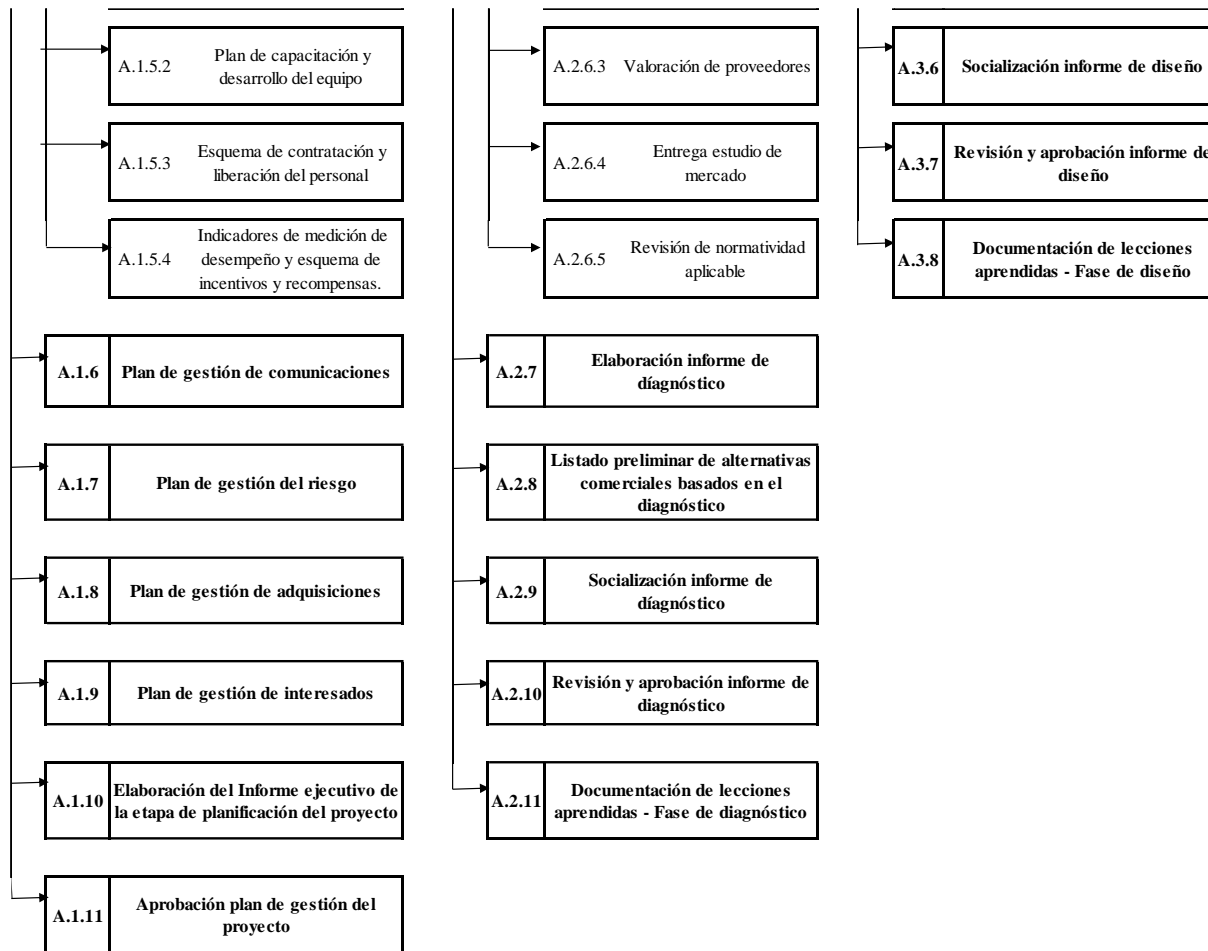 A.1.5.2
Plan de capacitación y
desarrollo del equipo
A.1.5.3
Esquema de contratación y
liberación del personal
A.1.5.4
Indicadores de medición de
desempeño y esquema de
incentivos y recompensas.
A.1.6
Plan de gestión de comunicaciones
A.1.7
Plan de gestión del riesgo
A.1.8
Plan de gestión de adquisiciones
A.1.9
Plan de gestión de interesados
A.1.10
Elaboración del Informe ejecutivo de
la etapa de planificación del proyecto
A.1.11
Aprobación plan de gestión del
proyecto
A.2.6.3
Valoración de proveedores
A.2.6.4
Entrega estudio de
mercado
A.2.6.5
Revisión de normatividad
aplicable
A.2.7
Elaboración informe de
díagnóstico
A.2.8
Listado preliminar de alternativas
comerciales basados en el
diagnóstico
A.2.9
Socialización informe de
díagnóstico
A.2.10
Revisión y aprobación informe de
diagnóstico
A.2.11
Documentación de lecciones
aprendidas - Fase de diagnóstico
A.3.6
Socialización informe de diseño
A.3.7
Revisión y aprobación informe de
diseño
A.3.8
Documentación de lecciones
aprendidas - Fase de diseño